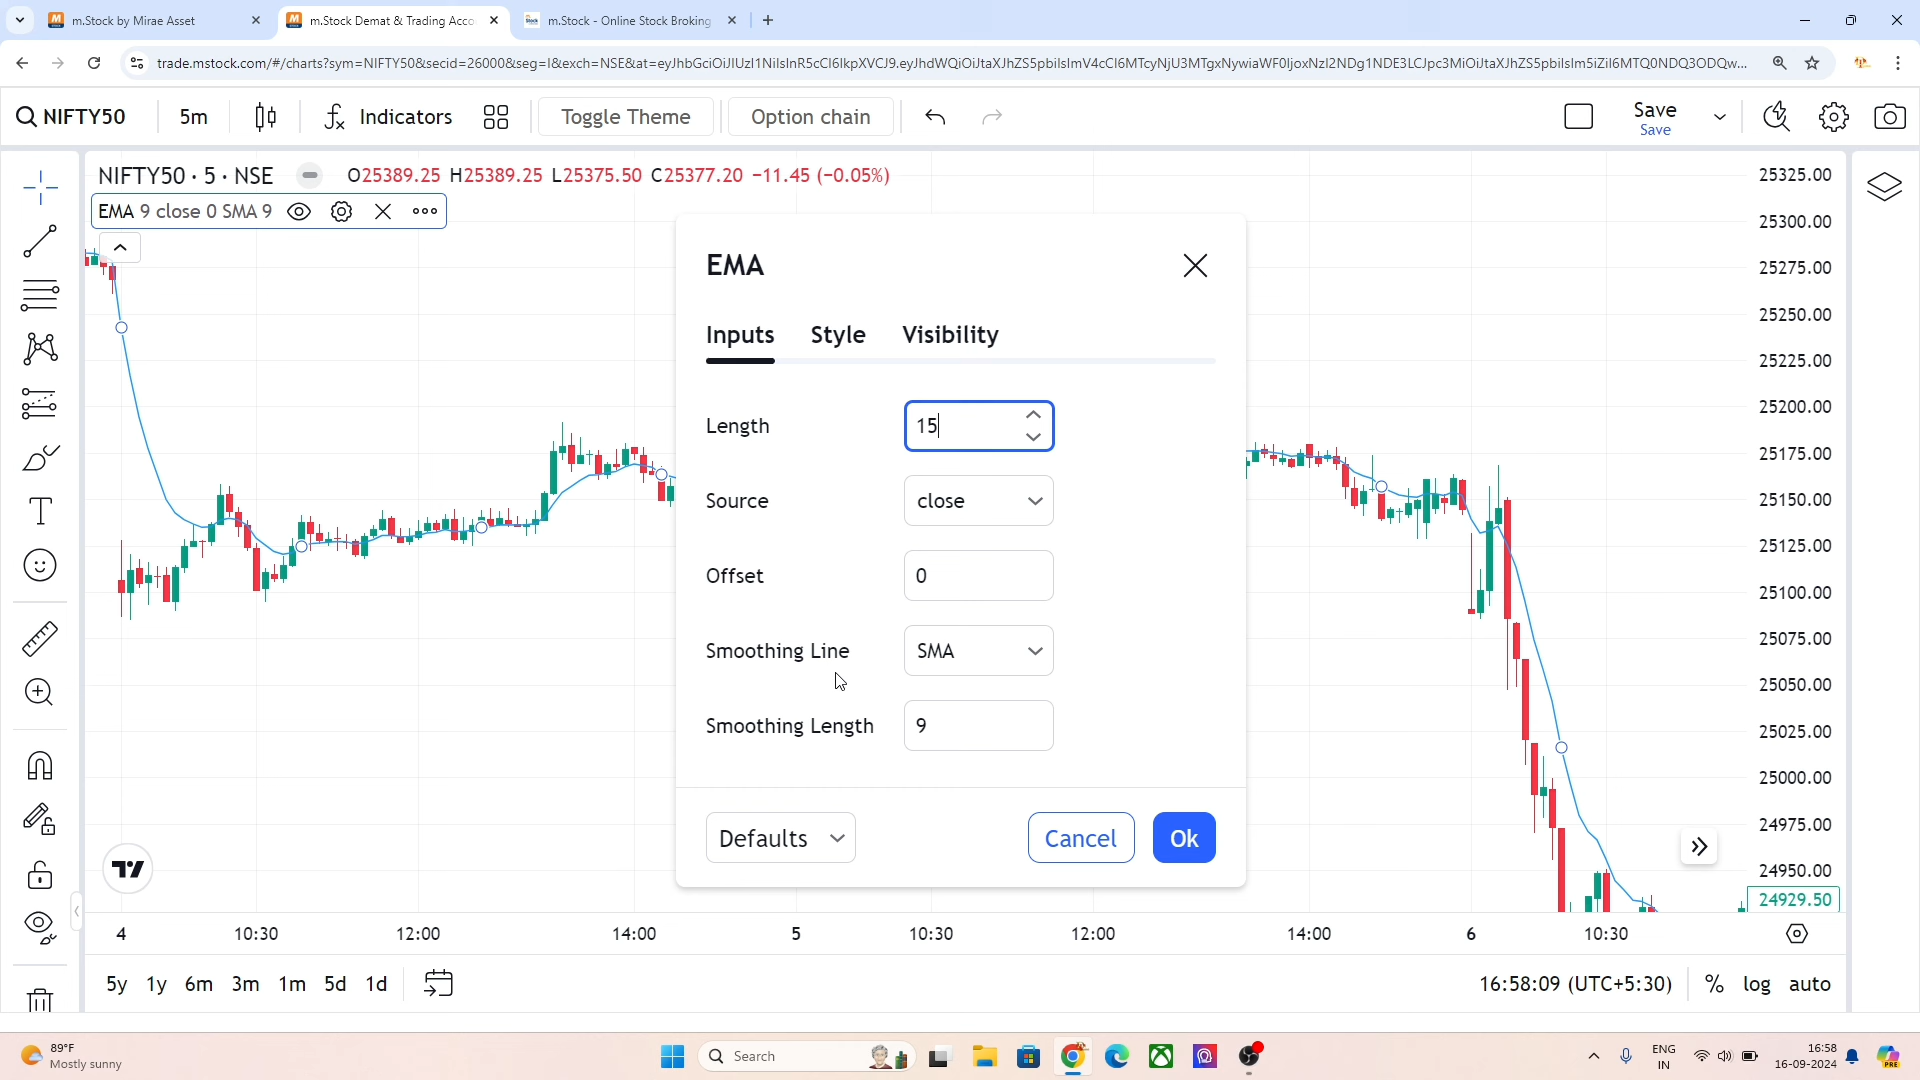 m.Stock by Mirae Asset
m.Stock Demat & Trading Acco
m.Stock - Online Stock Broking
trade.mstock.com/#/charts?sym=NIFTY50&secid=26000&seg=I&exch=NSE&at=
NIFTY50
5m
Indicators
Toggle Theme
Option chain
Save
Save
NIFTY50 · 5 · NSE
O25389.25 H25389.25 L25375.50 C25377.20 −11.45 (−0.05%)
EMA 9 close 0 SMA 9
EMA
Inputs Style Visibility
Length 15
Source close
Offset 0
Smoothing Line SMA
Smoothing Length 9
Defaults Cancel Ok
25325.00
25300.00
25275.00
25250.00
25225.00
25200.00
25175.00
25150.00
25125.00
25100.00
25075.00
25050.00
25025.00
25000.00
24975.00
24950.00
24929.50
4 10:30 12:00 14:00 5 10:30 12:00 14:00 6 10:30
5y 1y 6m 3m 1m 5d 1d
16:58:09 (UTC+5:30) % log auto
89°F
Mostly sunny
Search
ENG
IN
16:58
16-09-2024
PRE